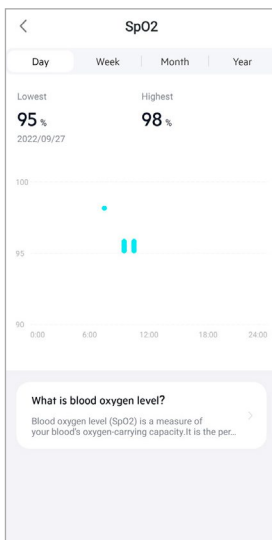 SpO2
Day Week Month Year
Lowest Highest
95 % 98 %
2022/09/27
100
95
90
0:00 6:00 12:00 18:00 24:00
What is blood oxygen level?
Blood oxygen level (SpO2) is a measure of
your blood's oxygen-carrying capacity.It is the per...